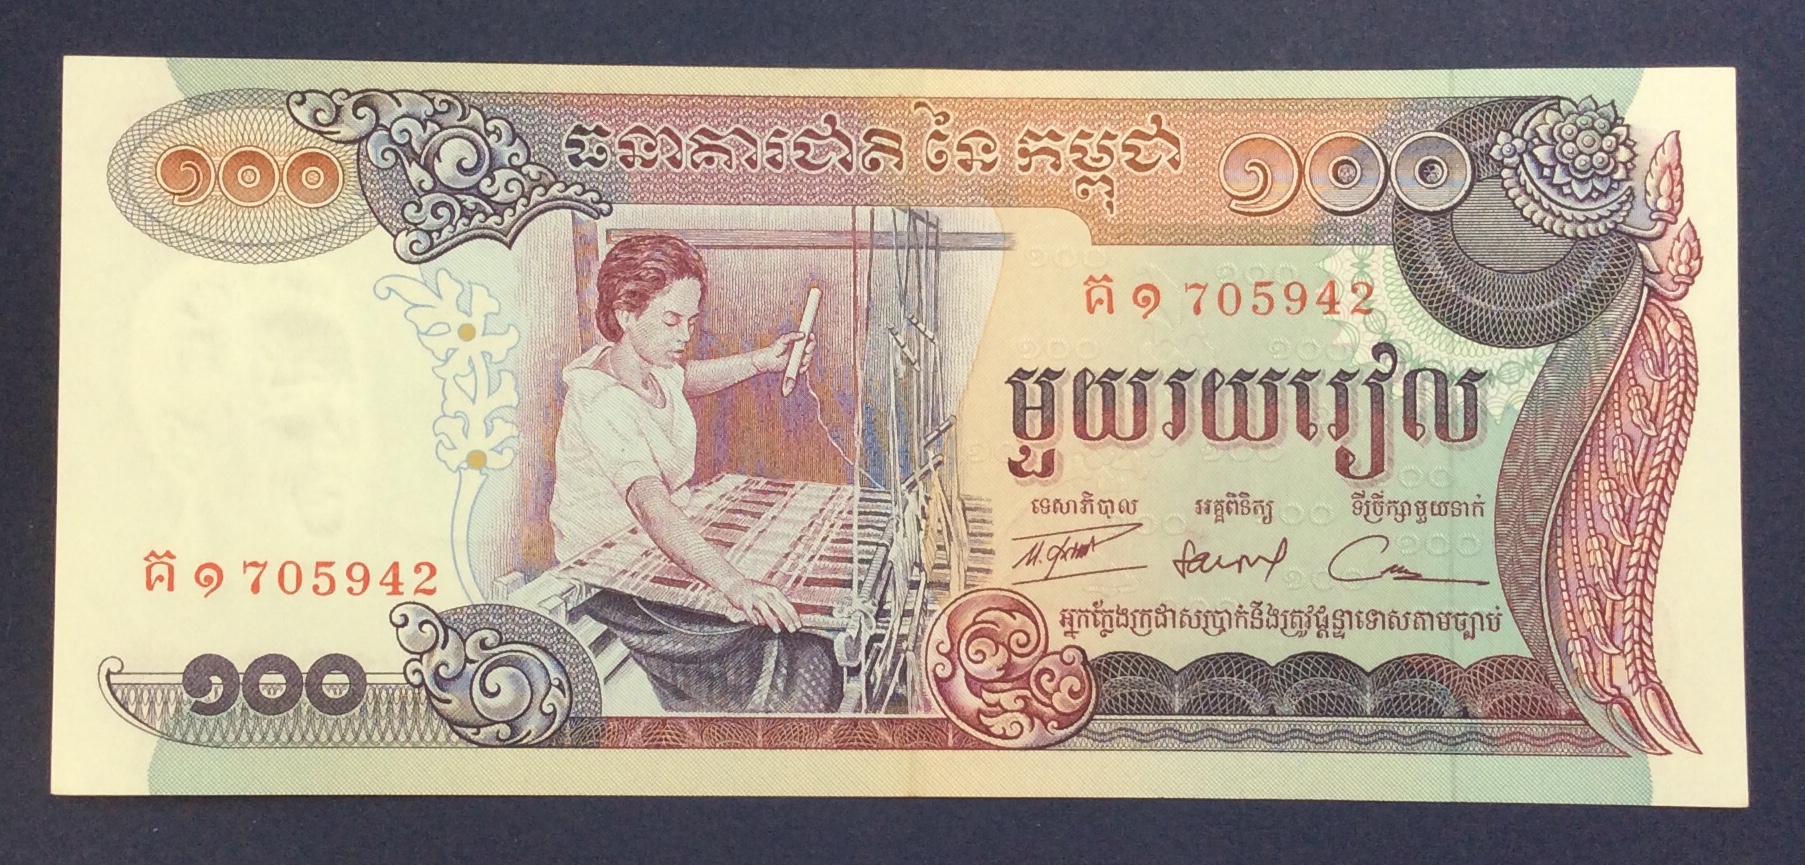 ១០០
ធនាគារជាតិ នៃ កម្ពុជា
១០០
គ ១ 705942
មួយរយរៀល
ទេសាភិបាល
អគ្គពិនិត្យ
ទីប្រឹក្សាមួយទាក់
គ ១ 705942
អ្នកក្លែងក្រដាសប្រាក់នឹងត្រូវផ្ដន្ទាទោសតាមច្បាប់
១០០